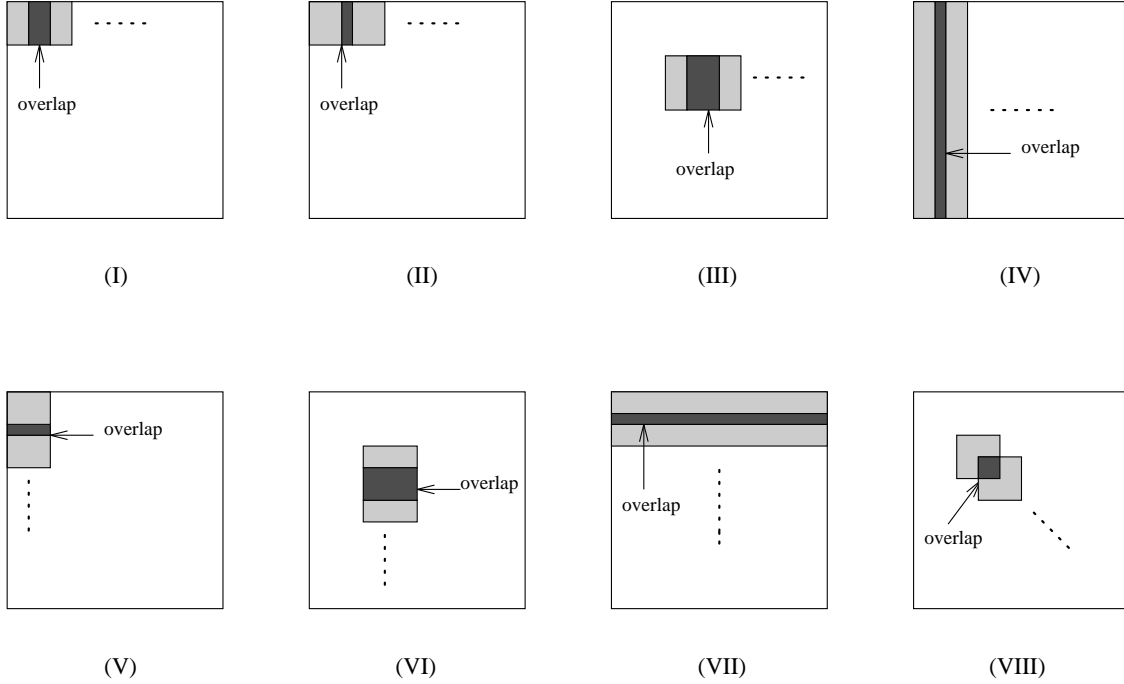 overlap
overlap
overlap
overlap
(I)
(II)
(III)
(IV)
overlap
overlap
overlap
overlap
(V)
(VI)
(VII)
(VIII)